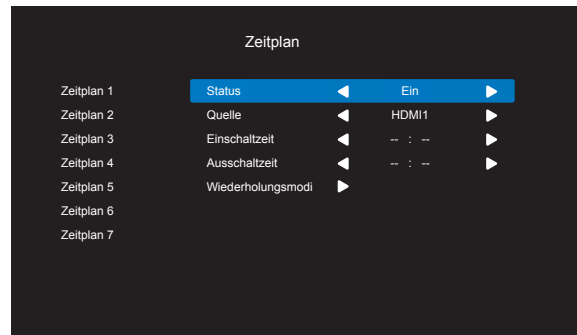 Zeitplan
Zeitplan 1 Status Ein
Zeitplan 2 Quelle HDMI1
Zeitplan 3 Einschaltzeit -- : --
Zeitplan 4 Ausschaltzeit -- : --
Zeitplan 5 Wiederholungsmodi
Zeitplan 6
Zeitplan 7